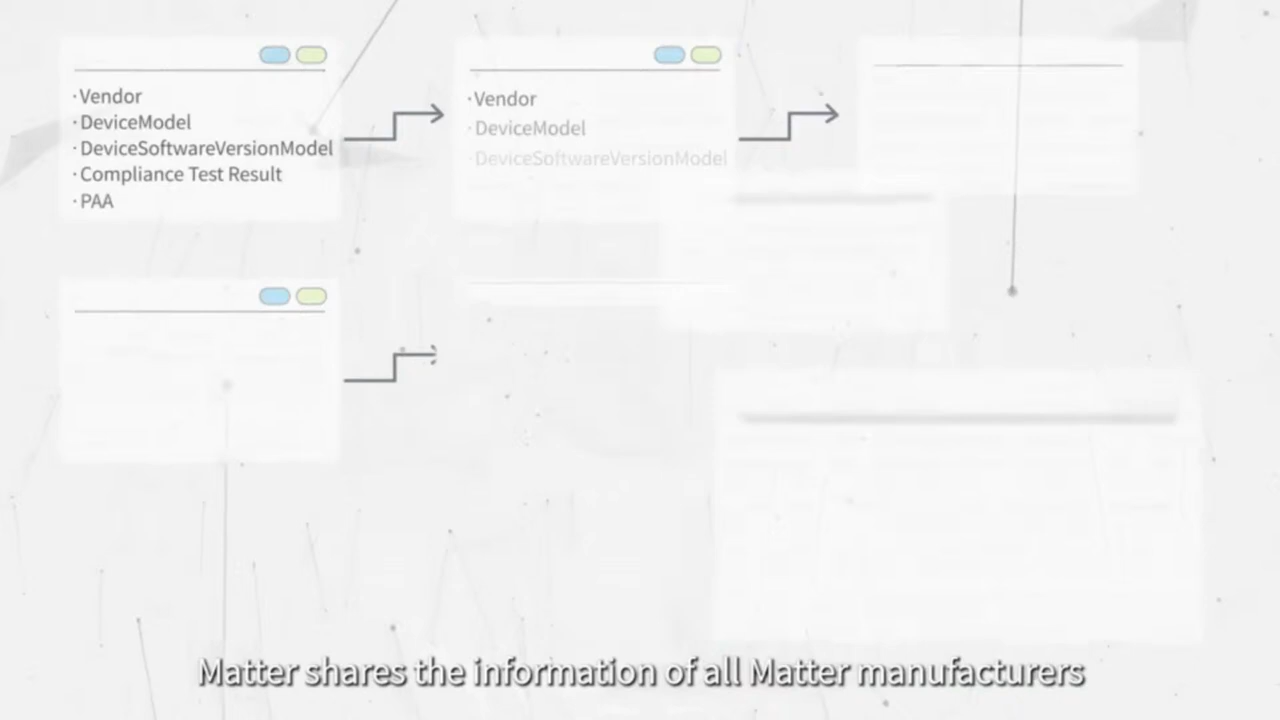 ·Vendor
·DeviceModel
·DeviceSoftwareVersionModel
·Compliance Test Result
·PAA
·Vendor
·DeviceModel
·DeviceSoftwareVersionModel
Matter shares the information of all Matter manufacturers